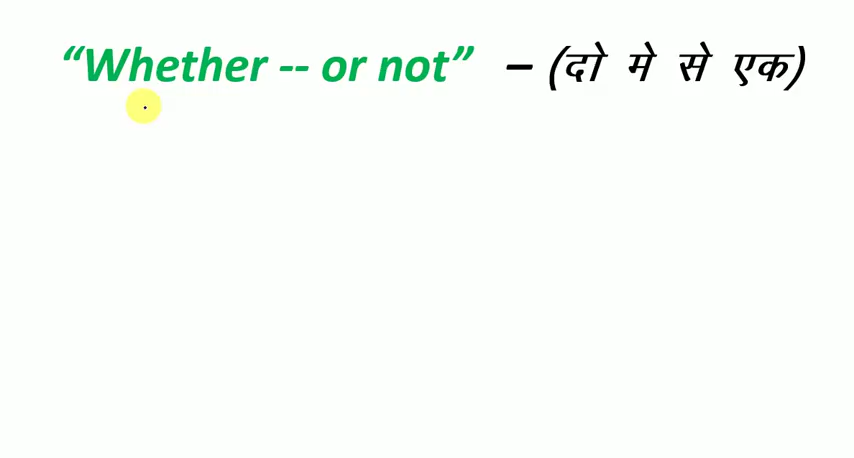 “Whether -- or not” – (दो मे से एक)